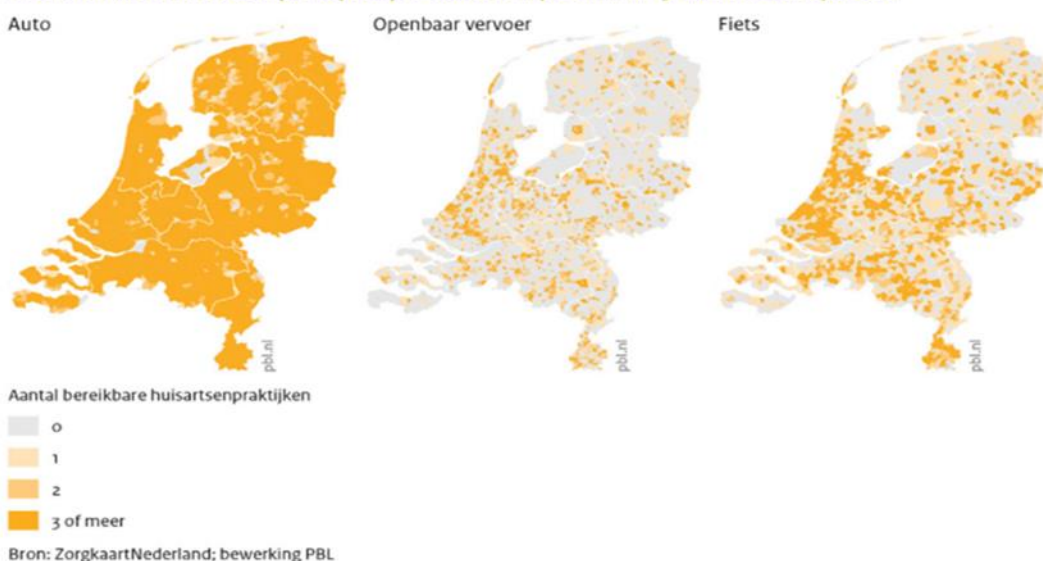 Auto
Openbaar vervoer
Fiets
pbl.nl
pbl.nl
pbl.nl
Aantal bereikbare huisartsenpraktijken
0
1
2
3 of meer
Bron: ZorgkaartNederland; bewerking PBL